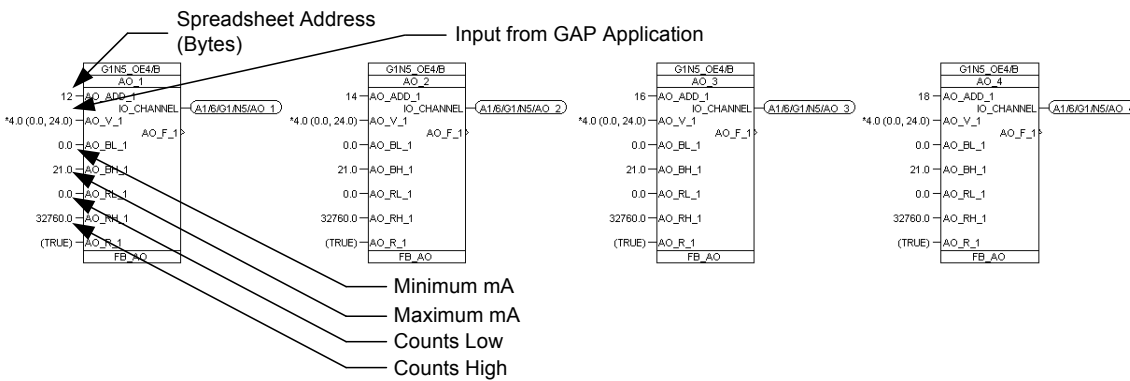 Spreadsheet Address
(Bytes)
Input from GAP Application
G1N5_OE4/B
AO_1
12 AO_ADD_1
IO_CHANNEL A1/6/G1/N5/AO_1
*4.0 (0.0, 24.0) AO_V_1
AO_F_1
0.0 AO_BL_1
21.0 AO_BH_1
0.0 AO_RL_1
32760.0 AO_RH_1
(TRUE) AO_R_1
FB_AO
G1N5_OE4/B
AO_2
14 AO_ADD_1
IO_CHANNEL A1/6/G1/N5/AO_2
*4.0 (0.0, 24.0) AO_V_1
AO_F_1
0.0 AO_BL_1
21.0 AO_BH_1
0.0 AO_RL_1
32760.0 AO_RH_1
(TRUE) AO_R_1
FB_AO
G1N5_OE4/B
AO_3
16 AO_ADD_1
IO_CHANNEL A1/6/G1/N5/AO_3
*4.0 (0.0, 24.0) AO_V_1
AO_F_1
0.0 AO_BL_1
21.0 AO_BH_1
0.0 AO_RL_1
32760.0 AO_RH_1
(TRUE) AO_R_1
FB_AO
G1N5_OE4/B
AO_4
18 AO_ADD_1
IO_CHANNEL A1/6/G1/N5/AO_4
*4.0 (0.0, 24.0) AO_V_1
AO_F_1
0.0 AO_BL_1
21.0 AO_BH_1
0.0 AO_RL_1
32760.0 AO_RH_1
(TRUE) AO_R_1
FB_AO
Minimum mA
Maximum mA
Counts Low
Counts High